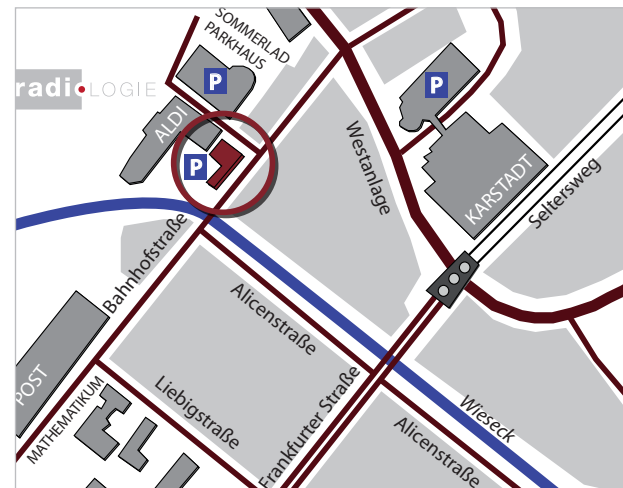 SOMMERLAD
PARKHAUS
P
P
radiOLOGIE
ALDI
P
Westanlage
KARSTADT
Seltersweg
Bahnhofstraße
Alicenstraße
POST
MATHEMATIKUM
Liebigstraße
Frankfurter Straße
Wieseck
Alicenstraße